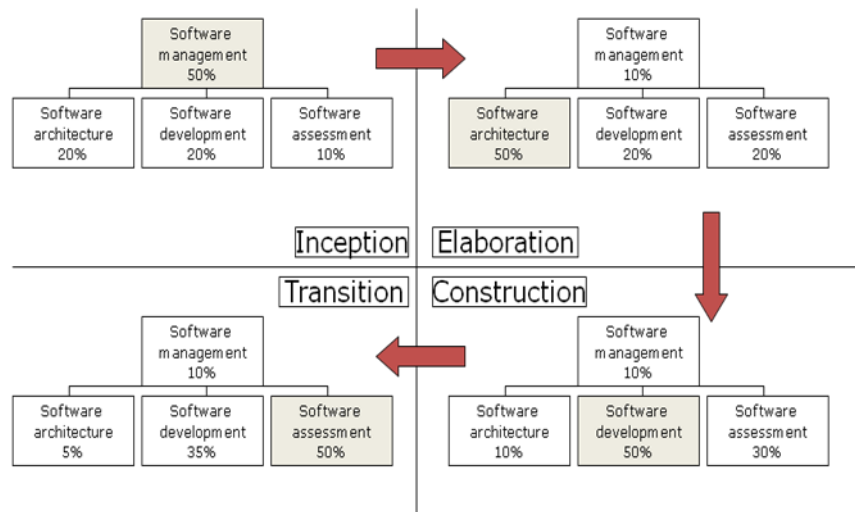 Software
management
50%
Software
architecture
20%
Software
development
20%
Software
assessment
10%
Software
management
10%
Software
architecture
50%
Software
development
20%
Software
assessment
20%
Inception
Elaboration
Transition
Construction
Software
management
10%
Software
architecture
5%
Software
development
35%
Software
assessment
50%
Software
management
10%
Software
architecture
10%
Software
development
50%
Software
assessment
30%